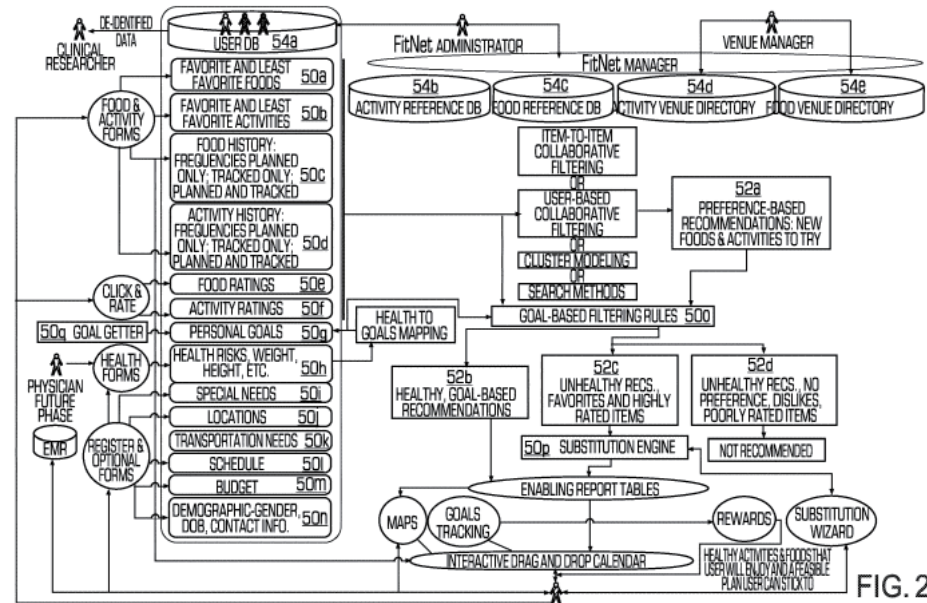 DE-IDENTIFIED
DATA
CLINICAL
RESEARCHER
USER DB 54a
FitNet ADMINISTRATOR
VENUE MANAGER
FitNet MANAGER
54b
ACTIVITY REFERENCE DB
54c
FOOD REFERENCE DB
54d
ACTIVITY VENUE DIRECTORY
54e
FOOD VENUE DIRECTORY
FOOD &
ACTIVITY
FORMS
FAVORITE AND LEAST
FAVORITE FOODS 50a
FAVORITE AND LEAST
FAVORITE ACTIVITIES 50b
FOOD HISTORY:
FREQUENCIES PLANNED
ONLY; TRACKED ONLY;
PLANNED AND TRACKED
50c
ACTIVITY HISTORY:
FREQUENCIES PLANNED
ONLY; TRACKED ONLY;
PLANNED AND TRACKED
50d
CLICK &
RATE
FOOD RATINGS 50e
ACTIVITY RATINGS 50f
50q GOAL GETTER
PERSONAL GOALS 50g
HEALTH
FORMS
HEALTH RISKS, WEIGHT,
HEIGHT, ETC. 50h
PHYSICIAN
FUTURE
PHASE
EMR
REGISTER &
OPTIONAL
FORMS
SPECIAL NEEDS 50i
LOCATIONS 50j
TRANSPORTATION NEEDS 50k
SCHEDULE 50l
BUDGET 50m
DEMOGRAPHIC-GENDER,
DOB, CONTACT INFO. 50n
HEALTH TO
GOALS MAPPING
ITEM-TO-ITEM
COLLABORATIVE
FILTERING
OR
USER-BASED
COLLABORATIVE
FILTERING
OR
CLUSTER MODELING
OR
SEARCH METHODS
52a
PREFERENCE-BASED
RECOMMENDATIONS: NEW
FOODS & ACTIVITIES TO TRY
GOAL-BASED FILTERING RULES 50o
52b
HEALTHY, GOAL-BASED
RECOMMENDATIONS
52c
UNHEALTHY RECS.,
FAVORITES AND HIGHLY
RATED ITEMS
52d
UNHEALTHY RECS., NO
PREFERENCE, DISLIKES,
POORLY RATED ITEMS
50p SUBSTITUTION ENGINE
NOT RECOMMENDED
ENABLING REPORT TABLES
MAPS
GOALS
TRACKING
REWARDS
SUBSTITUTION
WIZARD
INTERACTIVE DRAG AND DROP CALENDAR
HEALTHY ACTIVITIES & FOODS THAT
USER WILL ENJOY AND A FEASIBLE
PLAN USER CAN STICK TO
FIG. 2